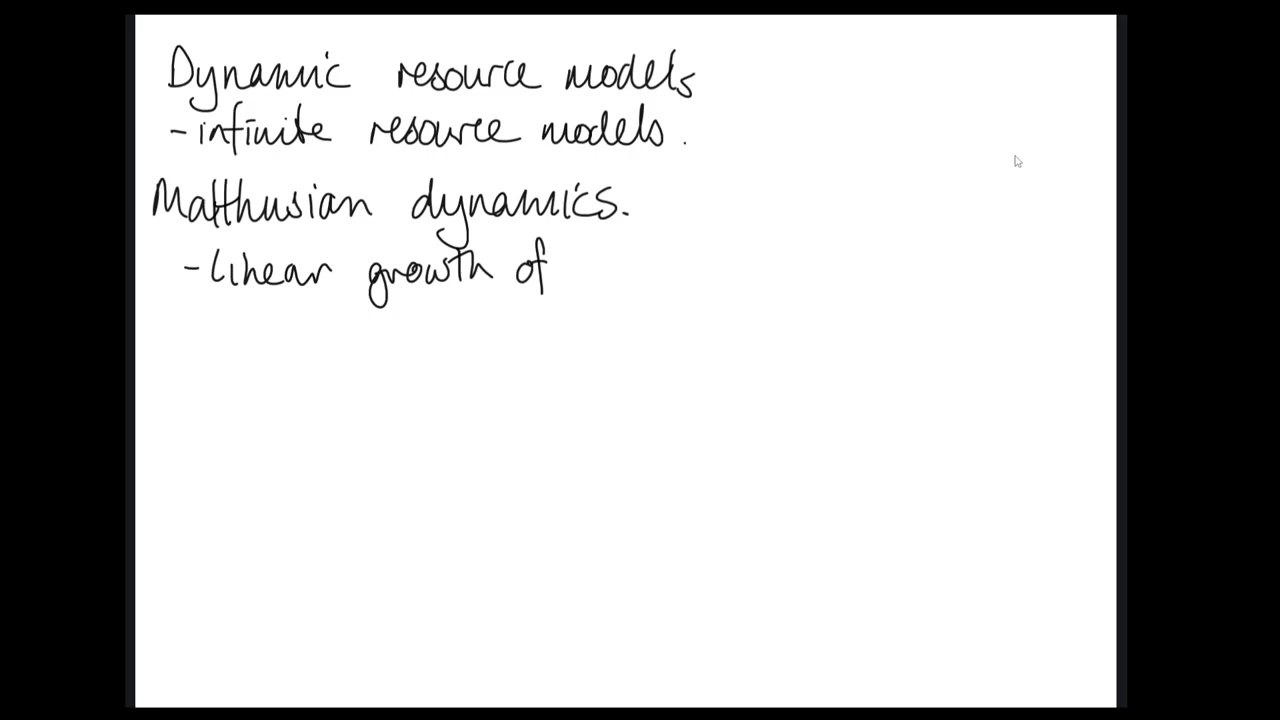 Dynamic resource models
- infinite resource models.
Malthusian dynamics.
- linear growth of